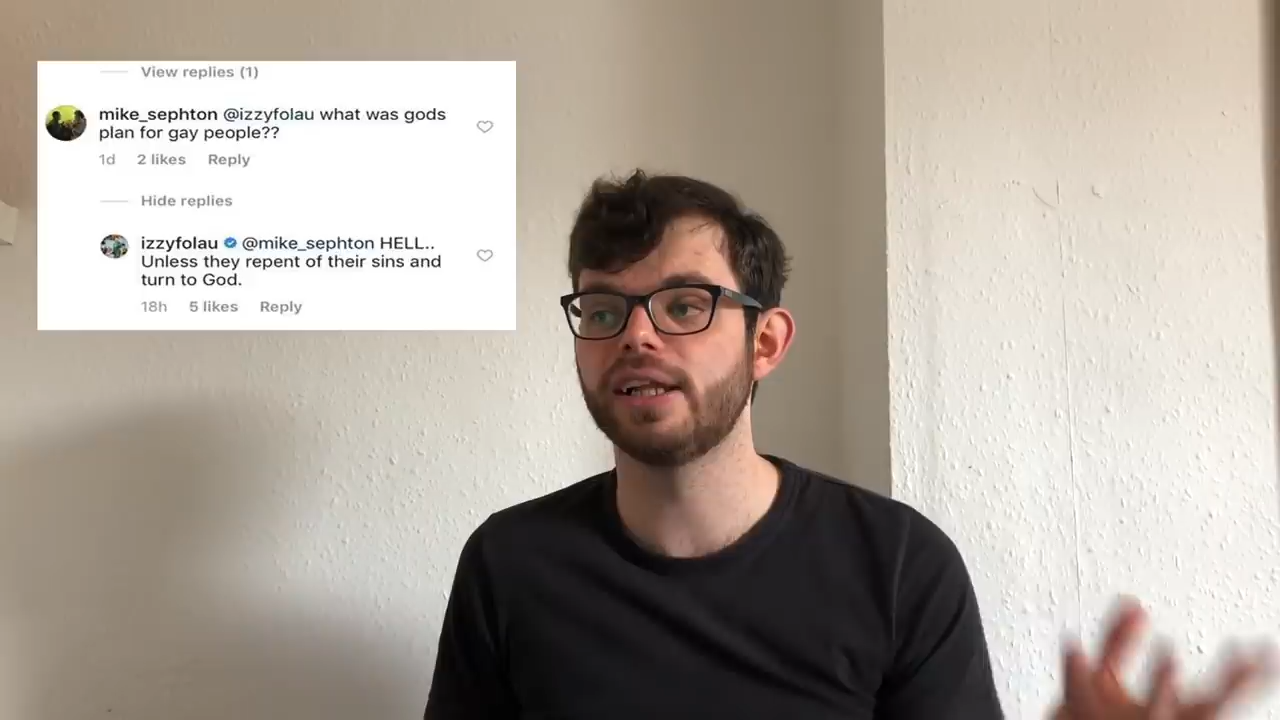 View replies (1)
mike_sephton @izzyfolau what was gods
plan for gay people??
1d 2 likes Reply
Hide replies
izzyfolau @mike_sephton HELL..
Unless they repent of their sins and
turn to God.
18h 5 likes Reply